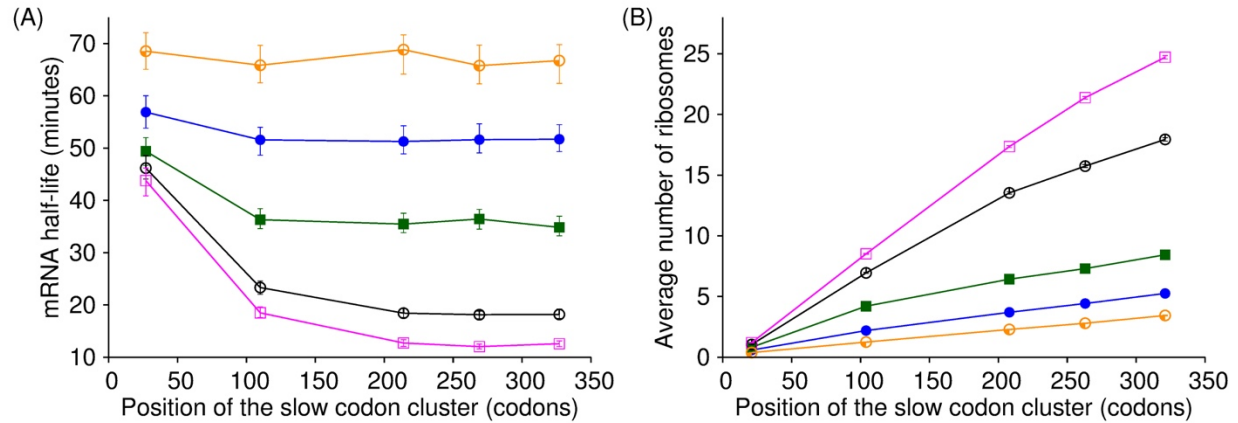 (A)
mRNA half-life (minutes)
70
60
50
40
30
20
10
0 50 100 150 200 250 300 350
Position of the slow codon cluster (codons)
(B)
Average number of ribosomes
25
20
15
10
5
0
0 50 100 150 200 250 300 350
Position of the slow codon cluster (codons)